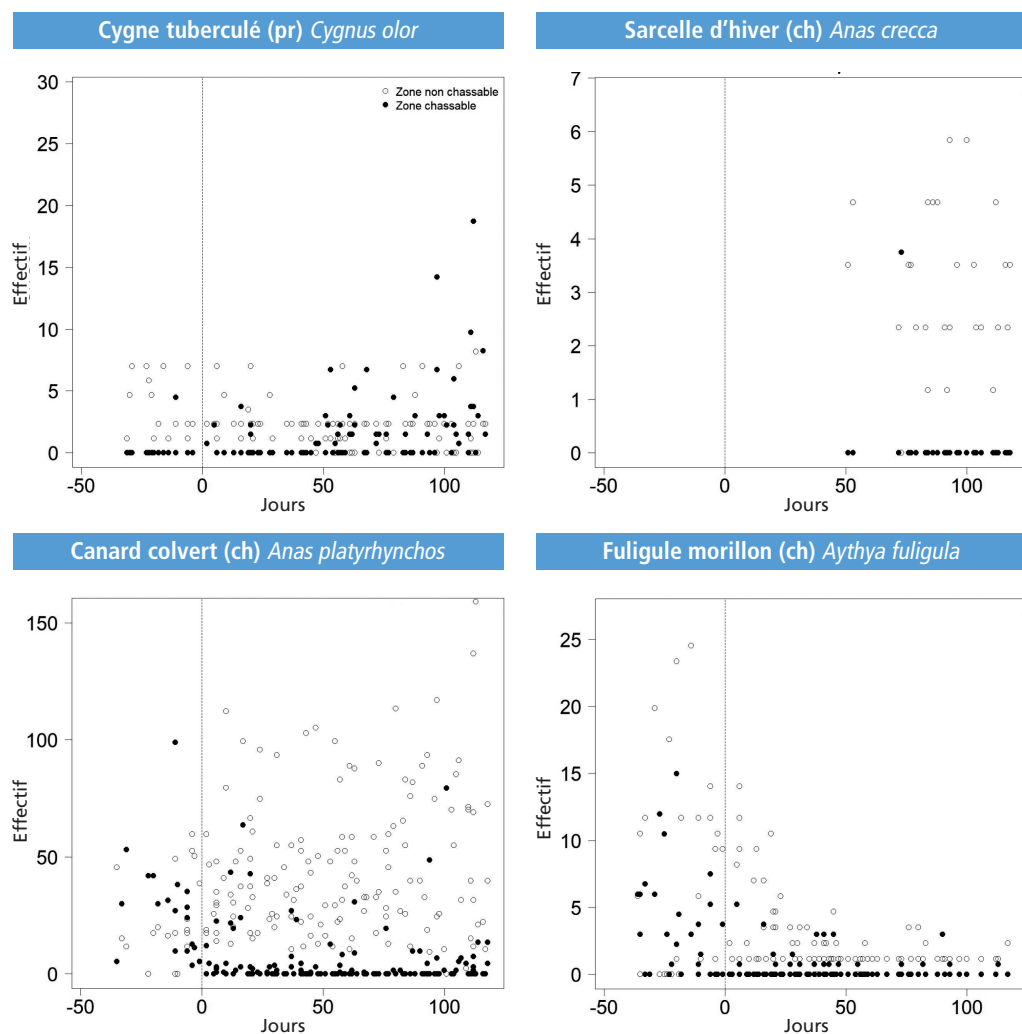 Cygne tuberculé (pr) Cygnus olor
30
25
20
15
10
5
0
Effectif
-50
0
50
100
Jours
Zone non chassable
Zone chassable
Sarcelle d'hiver (ch) Anas crecca
7
6
5
4
3
2
1
0
Effectif
-50
0
50
100
Jours
Canard colvert (ch) Anas platyrhynchos
150
100
50
0
Effectif
-50
0
50
100
Jours
Fuligule morillon (ch) Aythya fuligula
25
20
15
10
5
0
Effectif
-50
0
50
100
Jours